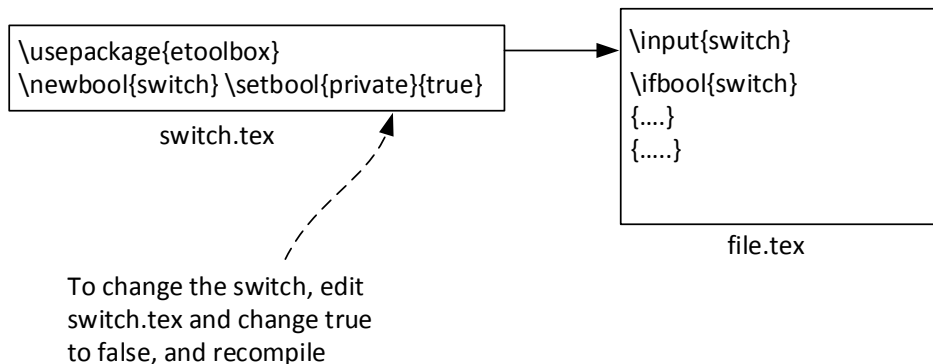 \usepackage{etoolbox}
\newbool{switch} \setbool{private}{true}
switch.tex
\input{switch}
\ifbool{switch}
{....}
{.....}
file.tex
To change the switch, edit
switch.tex and change true
to false, and recompile